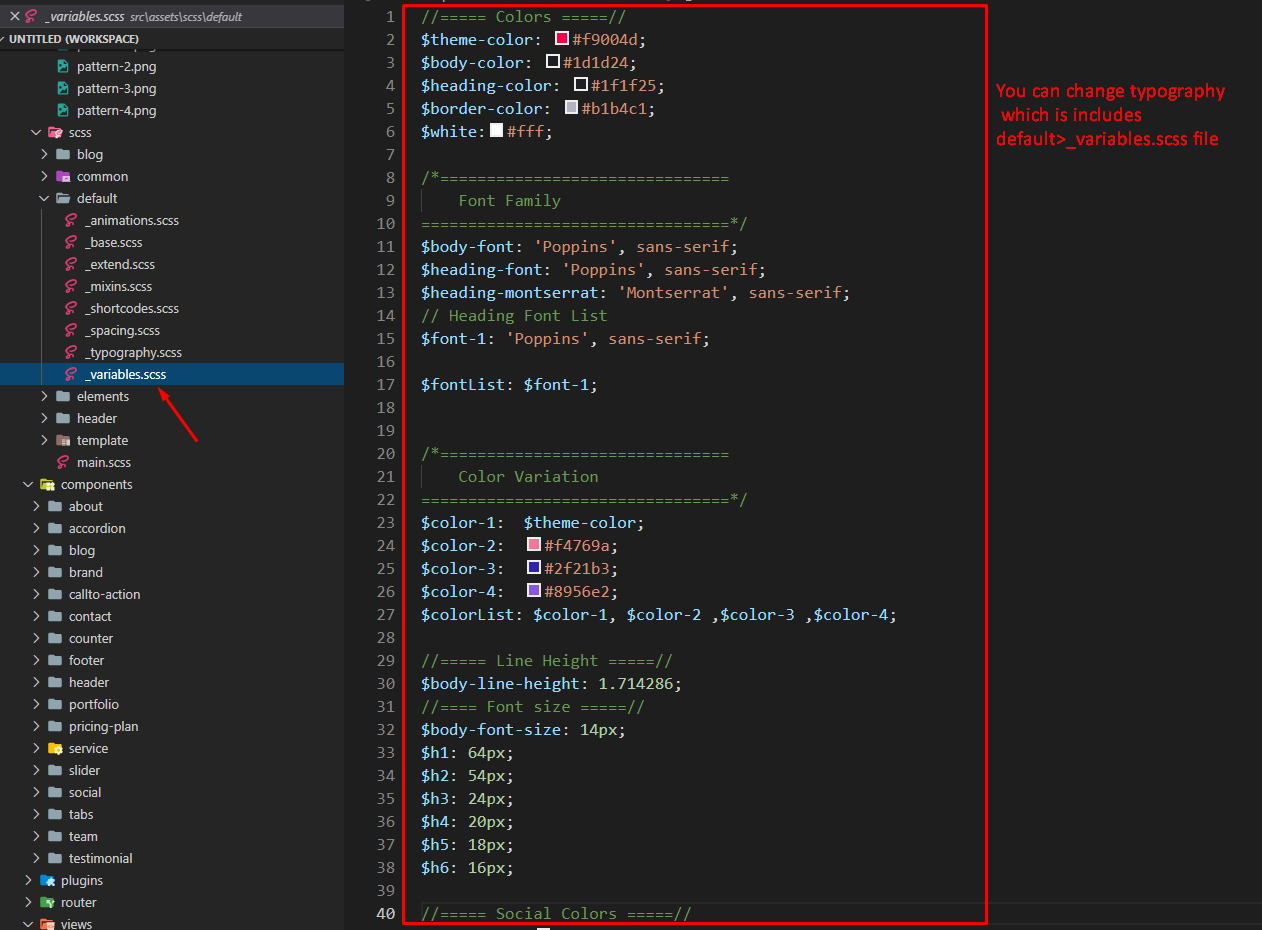 _variables.scss src\assets\scss\default
UNTITLED (WORKSPACE)
pattern-2.png
pattern-3.png
pattern-4.png
scss
blog
common
default
_animations.scss
_base.scss
_extend.scss
_mixins.scss
_shortcodes.scss
_spacing.scss
_typography.scss
_variables.scss
elements
header
template
main.scss
components
about
accordion
blog
brand
callto-action
contact
counter
footer
header
portfolio
pricing-plan
service
slider
social
tabs
team
testimonial
plugins
router
views
1 //===== Colors =====//
2 $theme-color: #f9004d;
3 $body-color: #1d1d24;
4 $heading-color: #1f1f25;
5 $border-color: #b1b4c1;
6 $white: #fff;
7
8 /*===============================
9 Font Family
10 =================================*/
11 $body-font: 'Poppins', sans-serif;
12 $heading-font: 'Poppins', sans-serif;
13 $heading-montserrat: 'Montserrat', sans-serif;
14 // Heading Font List
15 $font-1: 'Poppins', sans-serif;
16
17 $fontList: $font-1;
18
19
20 /*===============================
21 Color Variation
22 =================================*/
23 $color-1: $theme-color;
24 $color-2: #f4769a;
25 $color-3: #2f21b3;
26 $color-4: #8956e2;
27 $colorList: $color-1, $color-2 ,$color-3 ,$color-4;
28
29 //===== Line Height =====//
30 $body-line-height: 1.714286;
31 //==== Font size =====//
32 $body-font-size: 14px;
33 $h1: 64px;
34 $h2: 54px;
35 $h3: 24px;
36 $h4: 20px;
37 $h5: 18px;
38 $h6: 16px;
39
40 //===== Social Colors =====//
You can change typography
which is includes
default>_variables.scss file